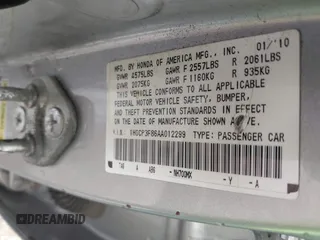 MFD. BY HONDA OF AMERICA MFG., INC. 01/'10
GVWR 4575LBS GAWR F 2557LBS R 2061LBS
GVWR 2075KG GAWR F 1160KG R 935KG
THIS VEHICLE CONFORMS TO ALL APPLICABLE
FEDERAL MOTOR VEHICLE SAFETY, BUMPER,
AND THEFT PREVENTION STANDARDS IN EFFECT
ON THE DATE OF MANUFACTURE SHOWN ABOVE.
1HGCP3F86AA012299 TYPE: PASSENGER CAR
A NH700MX -Y -A
DREAMBID